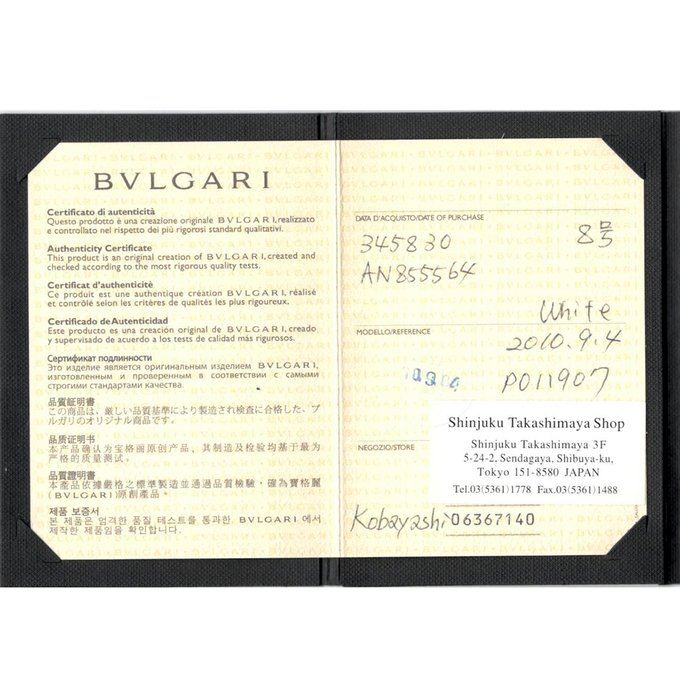 BVLGARI
Certificato di autenticità
Questo prodotto è una creazione originale BVLGARI, realizzato
e controllato nel rispetto dei più rigorosi standard qualitativi.
Authenticity Certificate
This product is an original creation of BVLGARI, created and
checked according to the most rigorous quality tests.
Certificat d'authenticité
Ce produit est une authentique création BVLGARI, réalisé
et contrôlé selon les critères de qualités les plus rigoureux.
Certificado de Autenticidad
Este producto es una creación original de BVLGARI, creado
y supervisado de acuerdo a los tests de calidad más rigurosos.
Сертификат подлинности
Это изделие является оригинальным изделием BVLGARI,
изготовленным и проверенным в соответствии с самыми
строгими стандартами качества.
品質証明書
この商品は、厳しい品質基準により製造され検査に合格した、ブ
ルガリのオリジナル商品です。
品质证明书
本产品确认为宝格丽原创产品，其制造及检验均基于最为
严格的质量测试。
品質證明書
本產品依據嚴格之標準製造並通過品質檢驗，確為寶格麗
(BVLGARI)原創產品。
제품 보증서
본 제품은 엄격한 품질 테스트를 통과한 BVLGARI 에서
제작한 제품임을 확인합니다.
DATA D'ACQUISTO/DATE OF PURCHASE
345830 8号
AN855564
White
MODELLO/REFERENCE
2010.9.4
P011907
NEGOZIO/STORE
Shinjuku Takashimaya Shop
Shinjuku Takashimaya 3F
5-24-2, Sendagaya, Shibuya-ku,
Tokyo 151-8580 JAPAN
Tel.03(5361)1778 Fax.03(5361)1488
Kobayashi 06367140